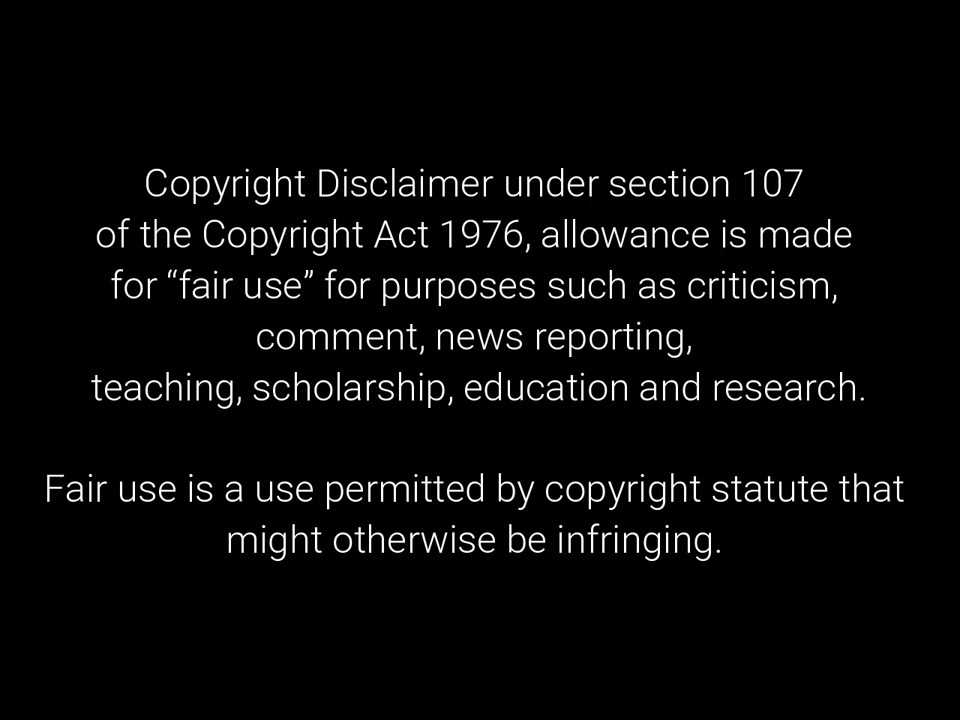 Copyright Disclaimer under section 107
of the Copyright Act 1976, allowance is made
for “fair use” for purposes such as criticism,
comment, news reporting,
teaching, scholarship, education and research.
Fair use is a use permitted by copyright statute that
might otherwise be infringing.